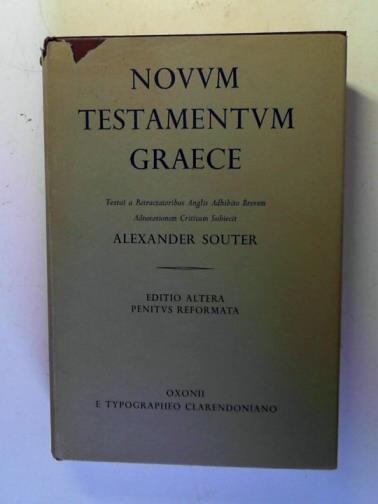 NOVVM
TESTAMENTVM
GRAECE
Textui a Retractatoribus Anglis Adhibito Brevem
Adnotationem Criticam Subiecit
ALEXANDER SOUTER
EDITIO ALTERA
PENITVS REFORMATA
OXONII
E TYPOGRAPHEO CLARENDONIANO